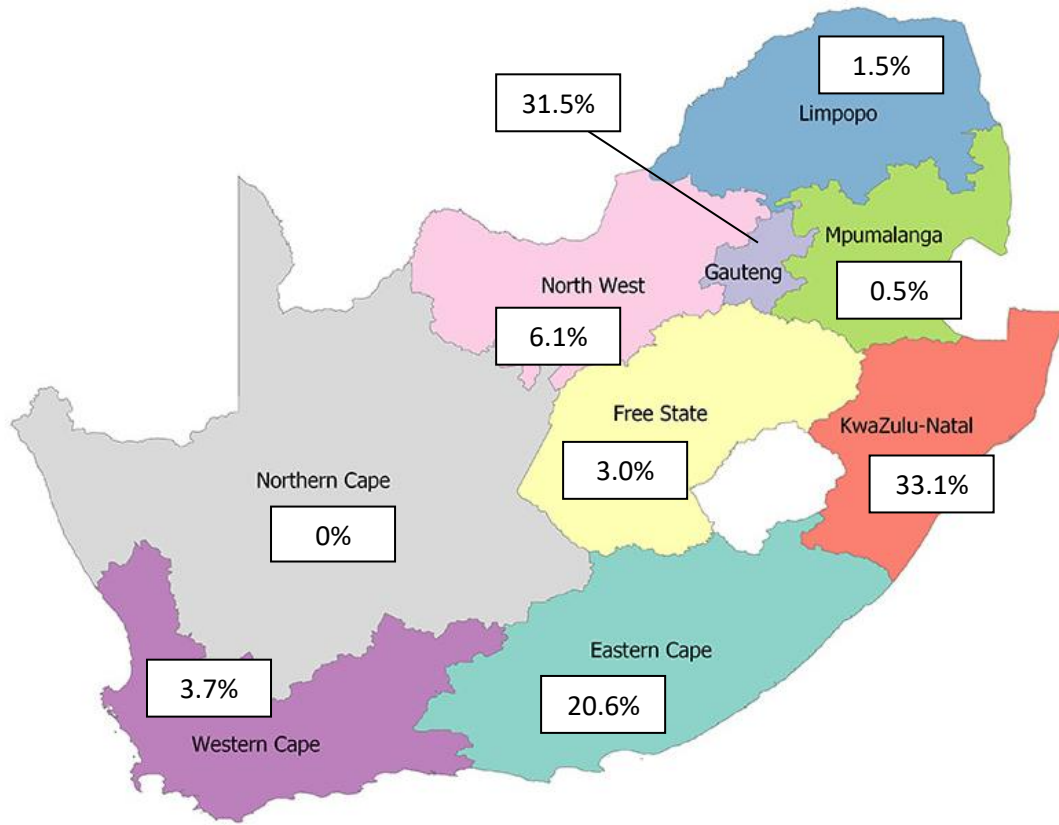 1.5%
31.5%
Limpopo
Mpumalanga
Gauteng
North West
0.5%
6.1%
Free State
KwaZulu-Natal
3.0%
33.1%
Northern Cape
0%
Eastern Cape
3.7%
20.6%
Western Cape